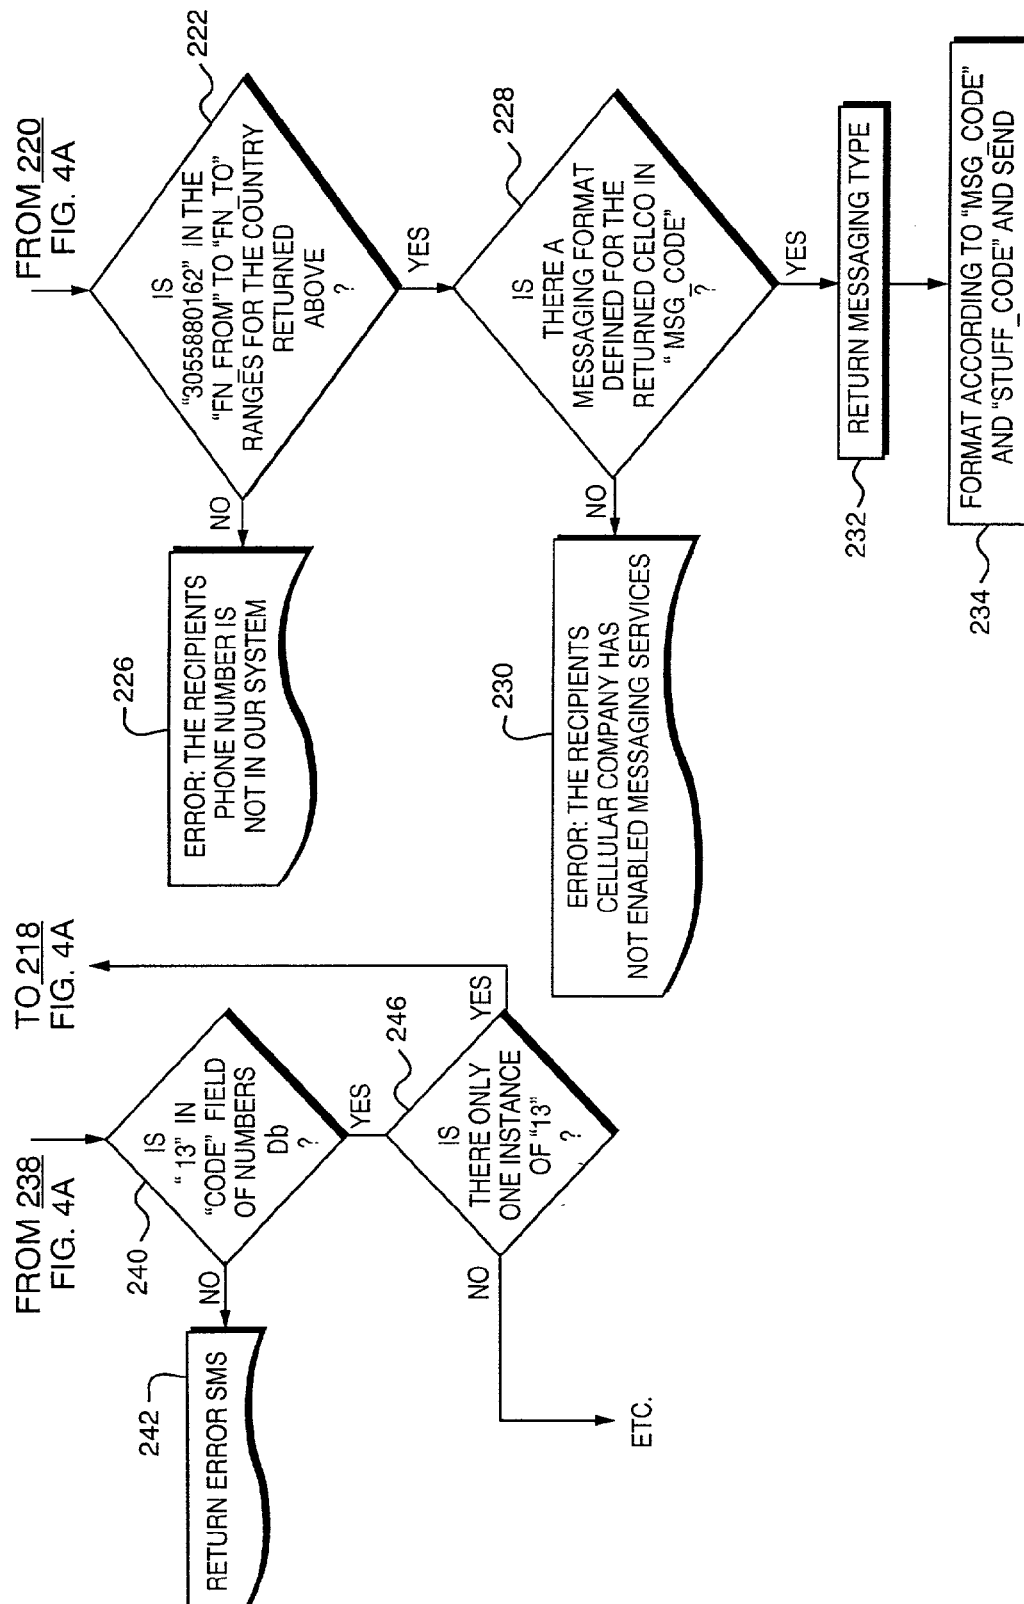 FROM 238
FIG. 4A
240
IS
"13" IN
"CODE" FIELD
OF NUMBERS
Db
?
NO
242
RETURN ERROR SMS
YES
246
IS
THERE ONLY
ONE INSTANCE
OF "13"
?
NO
ETC.
YES
TO 218
FIG. 4A
FROM 220
FIG. 4A
222
IS
"3055880162" IN THE
"FN_FROM" TO "FN_TO"
RANGES FOR THE COUNTRY
RETURNED
ABOVE
?
NO
226
ERROR: THE RECIPIENTS
PHONE NUMBER IS
NOT IN OUR SYSTEM
YES
228
IS
THERE A
MESSAGING FORMAT
DEFINED FOR THE
RETURNED CELCO IN
" MSG_CODE"
?
NO
230
ERROR: THE RECIPIENTS
CELLULAR COMPANY HAS
NOT ENABLED MESSAGING SERVICES
YES
232
RETURN MESSAGING TYPE
234
FORMAT ACCORDING TO "MSG_CODE"
AND "STUFF_CODE" AND SEND